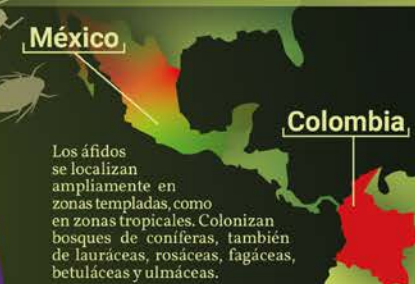 México
Colombia
Los áfidos
se localizan
ampliamente en
zonas templadas, como
en zonas tropicales. Colonizan
bosques de coníferas, también
de lauráceas, rosáceas, fagáceas,
betuláceas y ulmáceas.